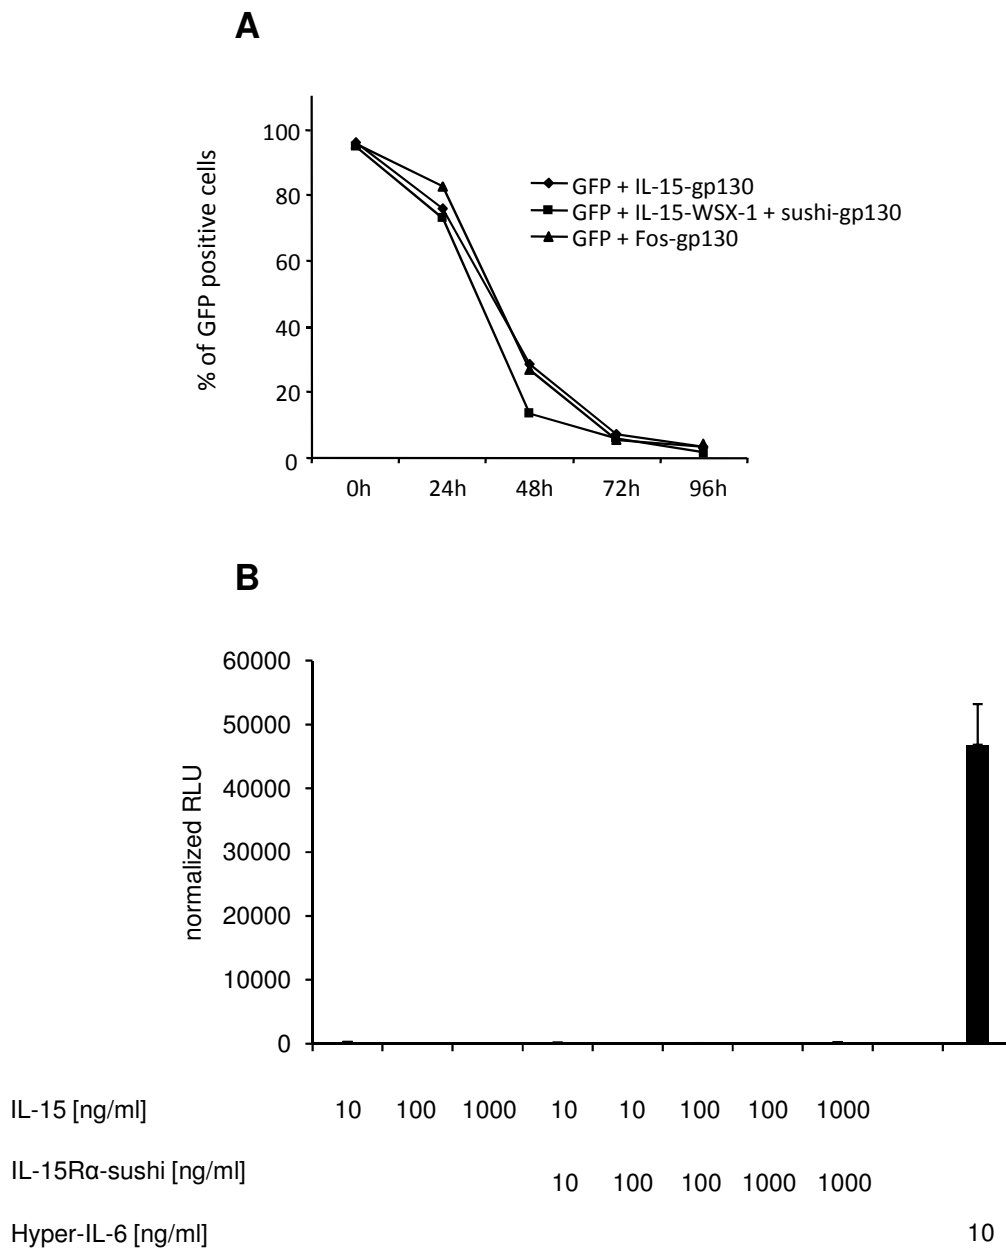 A
% of GFP positive cells
100
80
60
40
20
0
0h 24h 48h 72h 96h
GFP + IL-15-gp130
GFP + IL-15-WSX-1 + sushi-gp130
GFP + Fos-gp130
B
normalized RLU
60000
50000
40000
30000
20000
10000
0
IL-15 [ng/ml] 10 100 1000 10 10 100 100 1000
IL-15Rα-sushi [ng/ml] 10 100 100 1000 1000
Hyper-IL-6 [ng/ml] 10